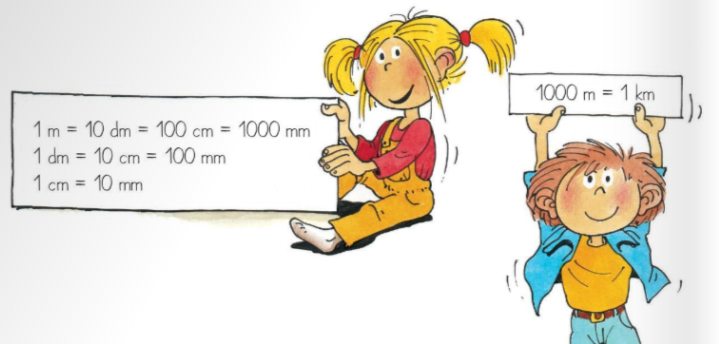 1 m = 10 dm = 100 cm = 1000 mm
1 dm = 10 cm = 100 mm
1 cm = 10 mm
1000 m = 1 km